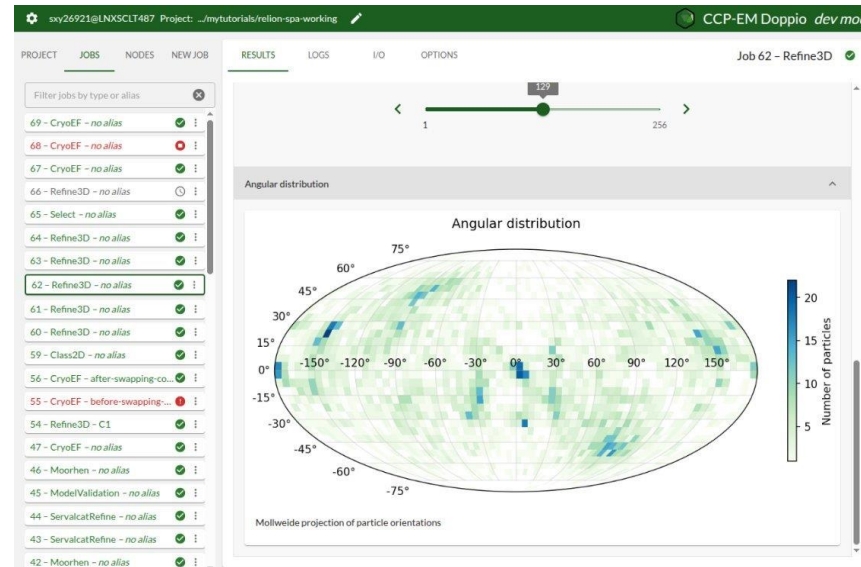 sxy26921@LNXSCLT487 Project: .../mytutorials/relion-spa-working
CCP-EM Doppio dev mo
PROJECT JOBS NODES NEW JOB
RESULTS LOGS I/O OPTIONS
Job 62 – Refine3D
Filter jobs by type or alias
69 – CryoEF – no alias
68 – CryoEF – no alias
67 – CryoEF – no alias
66 – Refine3D – no alias
65 – Select – no alias
64 – Refine3D – no alias
63 – Refine3D – no alias
62 – Refine3D – no alias
61 – Refine3D – no alias
60 – Refine3D – no alias
59 – Class2D – no alias
56 – CryoEF – after-swapping-co...
55 – CryoEF – before-swapping-...
54 – Refine3D – C1
47 – CryoEF – no alias
46 – Moorhen – no alias
45 – ModelValidation – no alias
44 – ServalcatRefine – no alias
43 – ServalcatRefine – no alias
42 – Moorhen – no alias
129
1 256
Angular distribution
Angular distribution
75°
60°
45°
30°
15°
0°
-150° -120° -90° -60° -30° 0° 30° 60° 90° 120° 150°
-15°
-30°
-45°
-60°
-75°
20
15
10
5
Number of particles
Mollweide projection of particle orientations